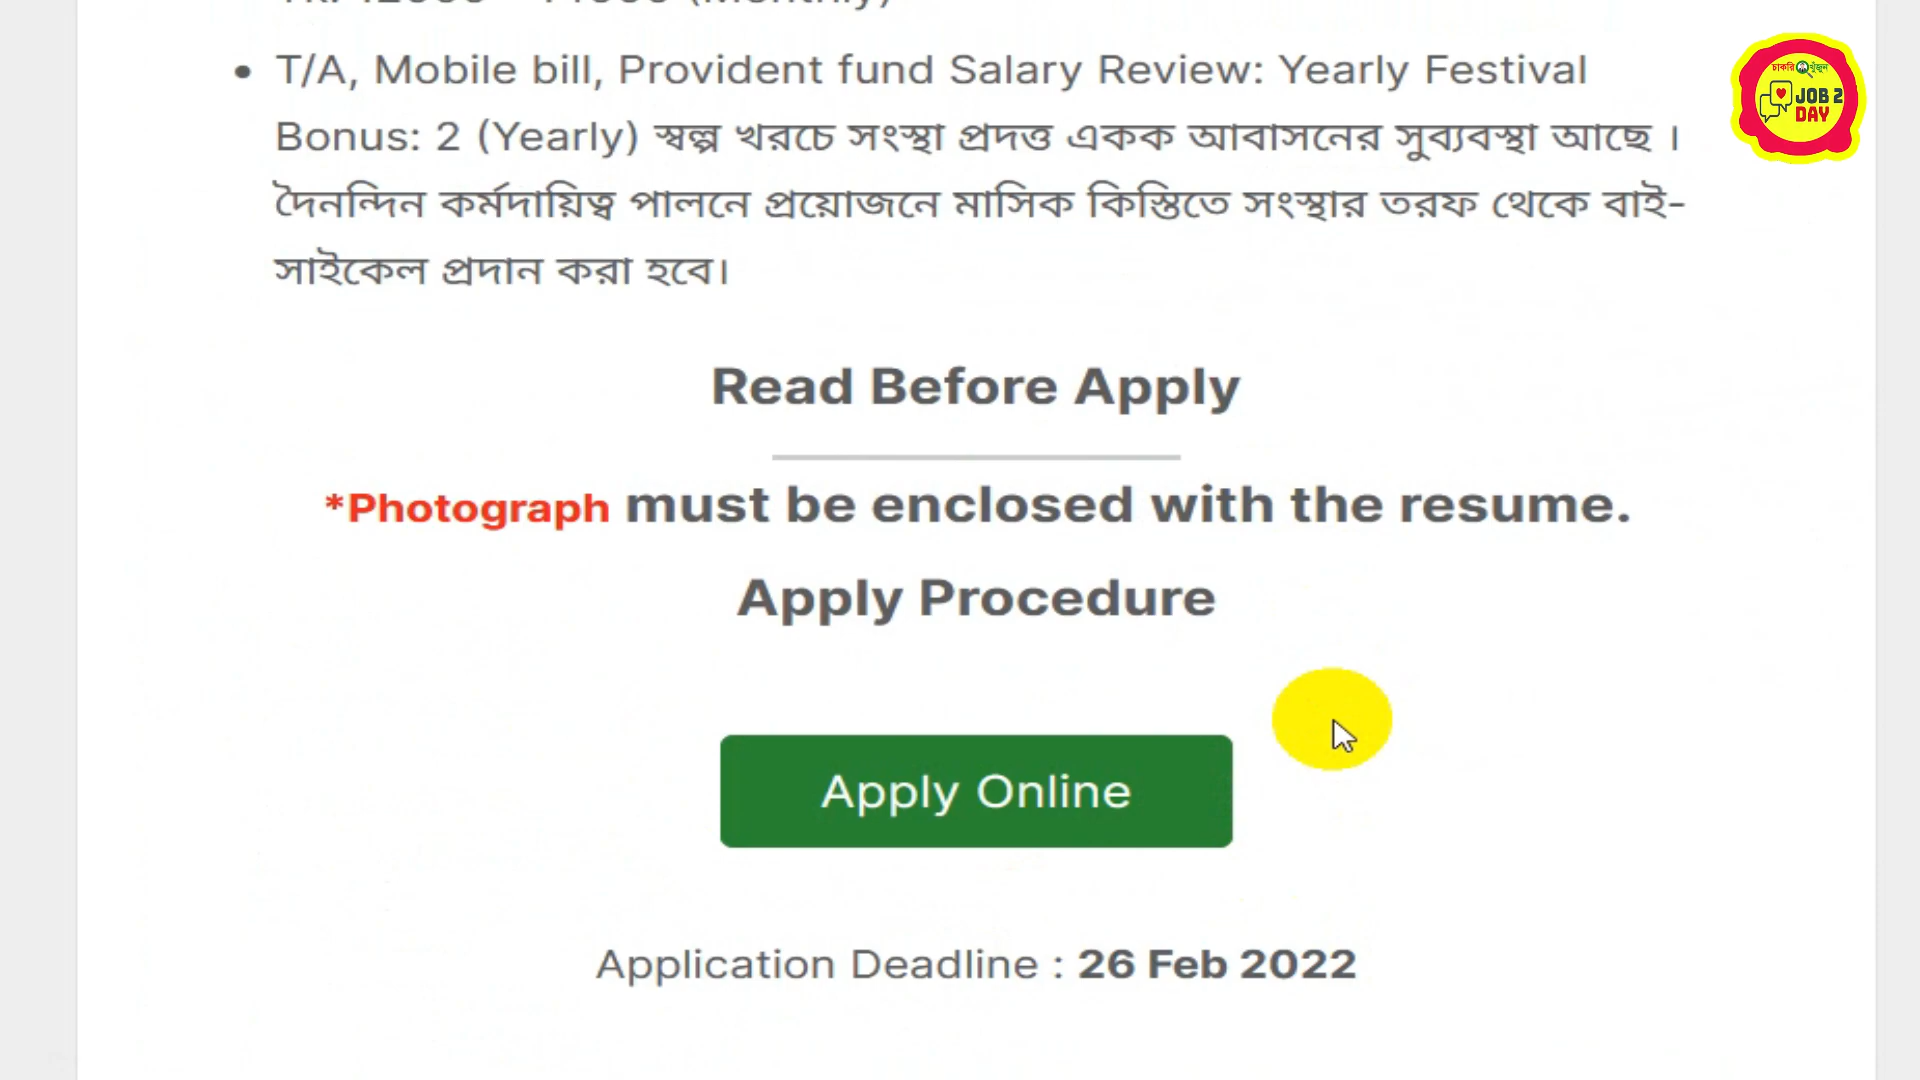 (Monthly)
T/A, Mobile bill, Provident fund Salary Review: Yearly Festival
Bonus: 2 (Yearly) স্বল্প খরচে সংস্থা প্রদত্ত একক আবাসনের সুব্যবস্থা আছে ।
দৈনন্দিন কর্মদায়িত্ব পালনে প্রয়োজনে মাসিক কিস্তিতে সংস্থার তরফ থেকে বাই-
সাইকেল প্রদান করা হবে।
Read Before Apply
*Photograph must be enclosed with the resume.
Apply Procedure
Apply Online
Application Deadline : 26 Feb 2022
চাকরি খুঁজুন
JOB 2
DAY